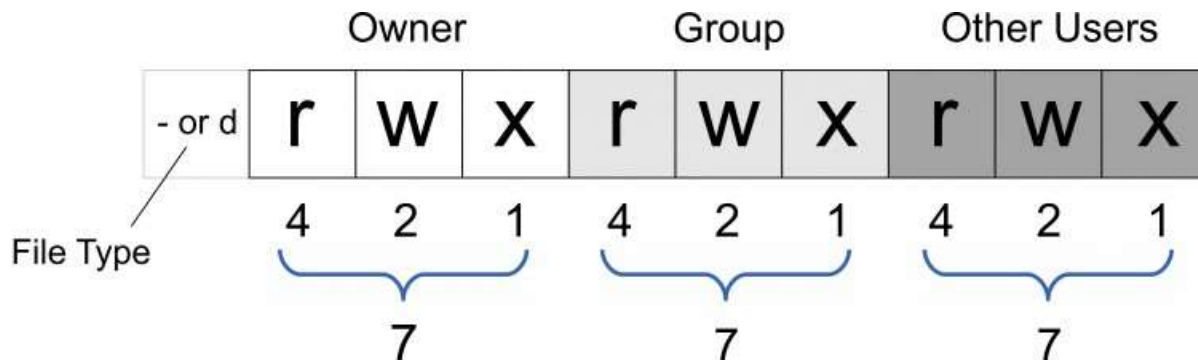 Owner Group Other Users
- or d r w x r w x r w x
4 2 1 4 2 1 4 2 1
File Type
7 7 7